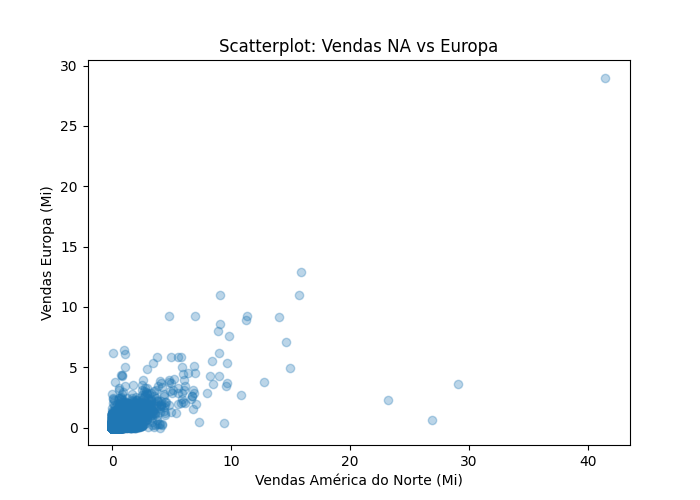 Scatterplot: Vendas NA vs Europa
30
25
20
15
10
5
0
Vendas Europa (Mi)
0 10 20 30 40
Vendas América do Norte (Mi)